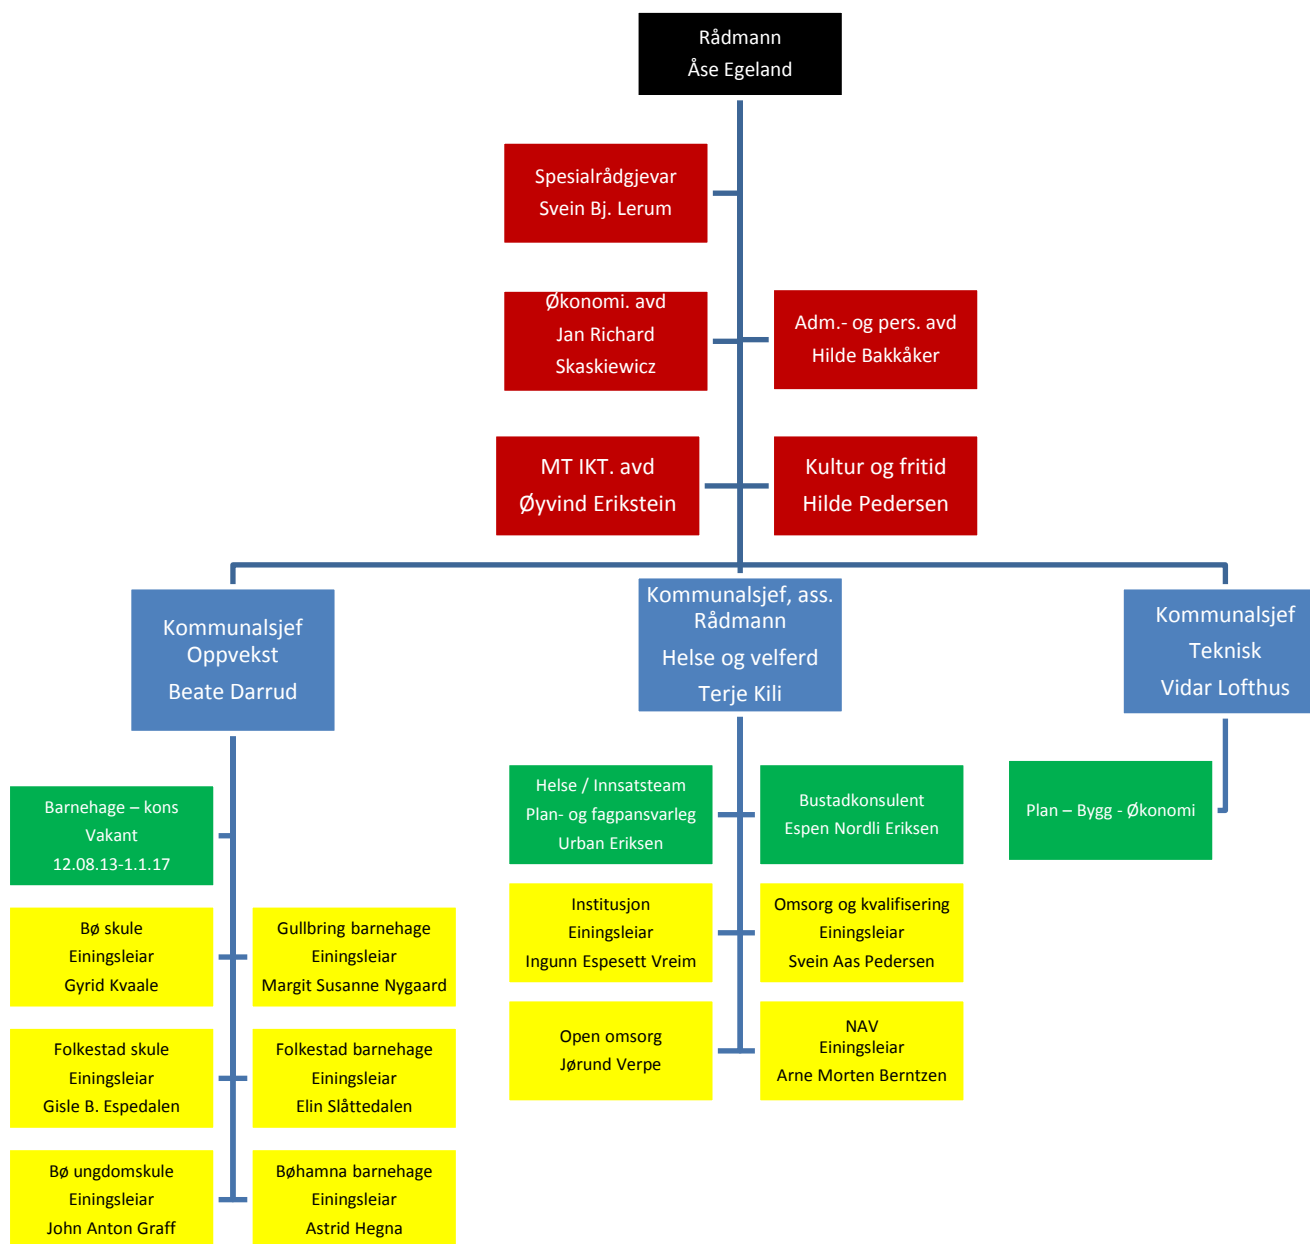 Rådmann
Åse Egeland
Spesialrådgjevar
Svein Bj. Lerum
Økonomi. avd
Jan Richard
Skaskiewicz
Adm.- og pers. avd
Hilde Bakkåker
MT IKT. avd
Øyvind Erikstein
Kultur og fritid
Hilde Pedersen
Kommunalsjef
Oppvekst
Beate Darrud
Kommunalsjef, ass.
Rådmann
Helse og velferd
Terje Kili
Kommunalsjef
Teknisk
Vidar Lofthus
Barnehage – kons
Vakant
12.08.13-1.1.17
Bø skule
Einingsleiar
Gyrid Kvaale
Gullbring barnehage
Einingsleiar
Margit Susanne Nygaard
Folkestad skule
Einingsleiar
Gisle B. Espedalen
Folkestad barnehage
Einingsleiar
Elin Slåttedalen
Bø ungdomskule
Einingsleiar
John Anton Graff
Bøhamna barnehage
Einingsleiar
Astrid Hegna
Helse / Innsatsteam
Plan- og fagpansvarleg
Urban Eriksen
Bustadkonsulent
Espen Nordli Eriksen
Institusjon
Einingsleiar
Ingunn Espesett Vreim
Omsorg og kvalifisering
Einingsleiar
Svein Aas Pedersen
Open omsorg
Jørund Verpe
NAV
Einingsleiar
Arne Morten Berntzen
Plan – Bygg - Økonomi